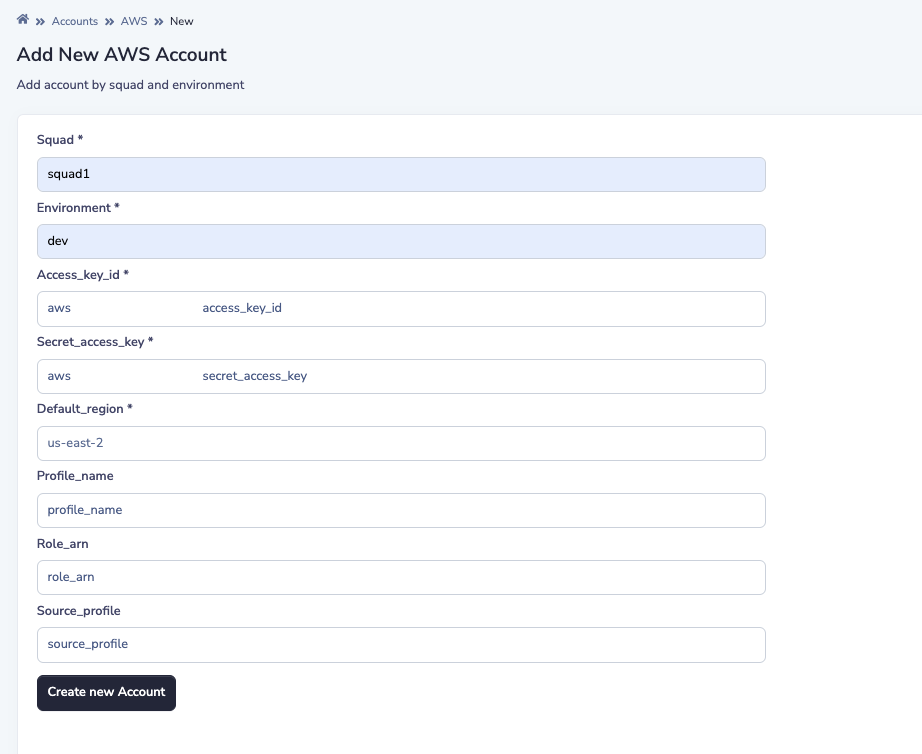 Accounts » AWS » New
Add New AWS Account
Add account by squad and environment
Squad *
squad1
Environment *
dev
Access_key_id *
aws access_key_id
Secret_access_key *
aws secret_access_key
Default_region *
us-east-2
Profile_name
profile_name
Role_arn
role_arn
Source_profile
source_profile
Create new Account